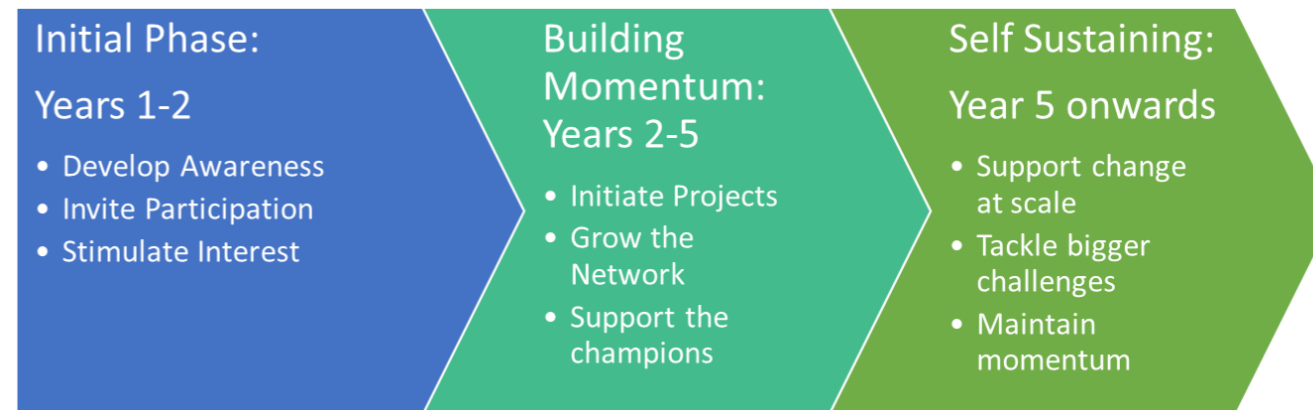 Initial Phase:
Years 1-2
• Develop Awareness
• Invite Participation
• Stimulate Interest
Building
Momentum:
Years 2-5
• Initiate Projects
• Grow the
Network
• Support the
champions
Self Sustaining:
Year 5 onwards
• Support change
at scale
• Tackle bigger
challenges
• Maintain
momentum